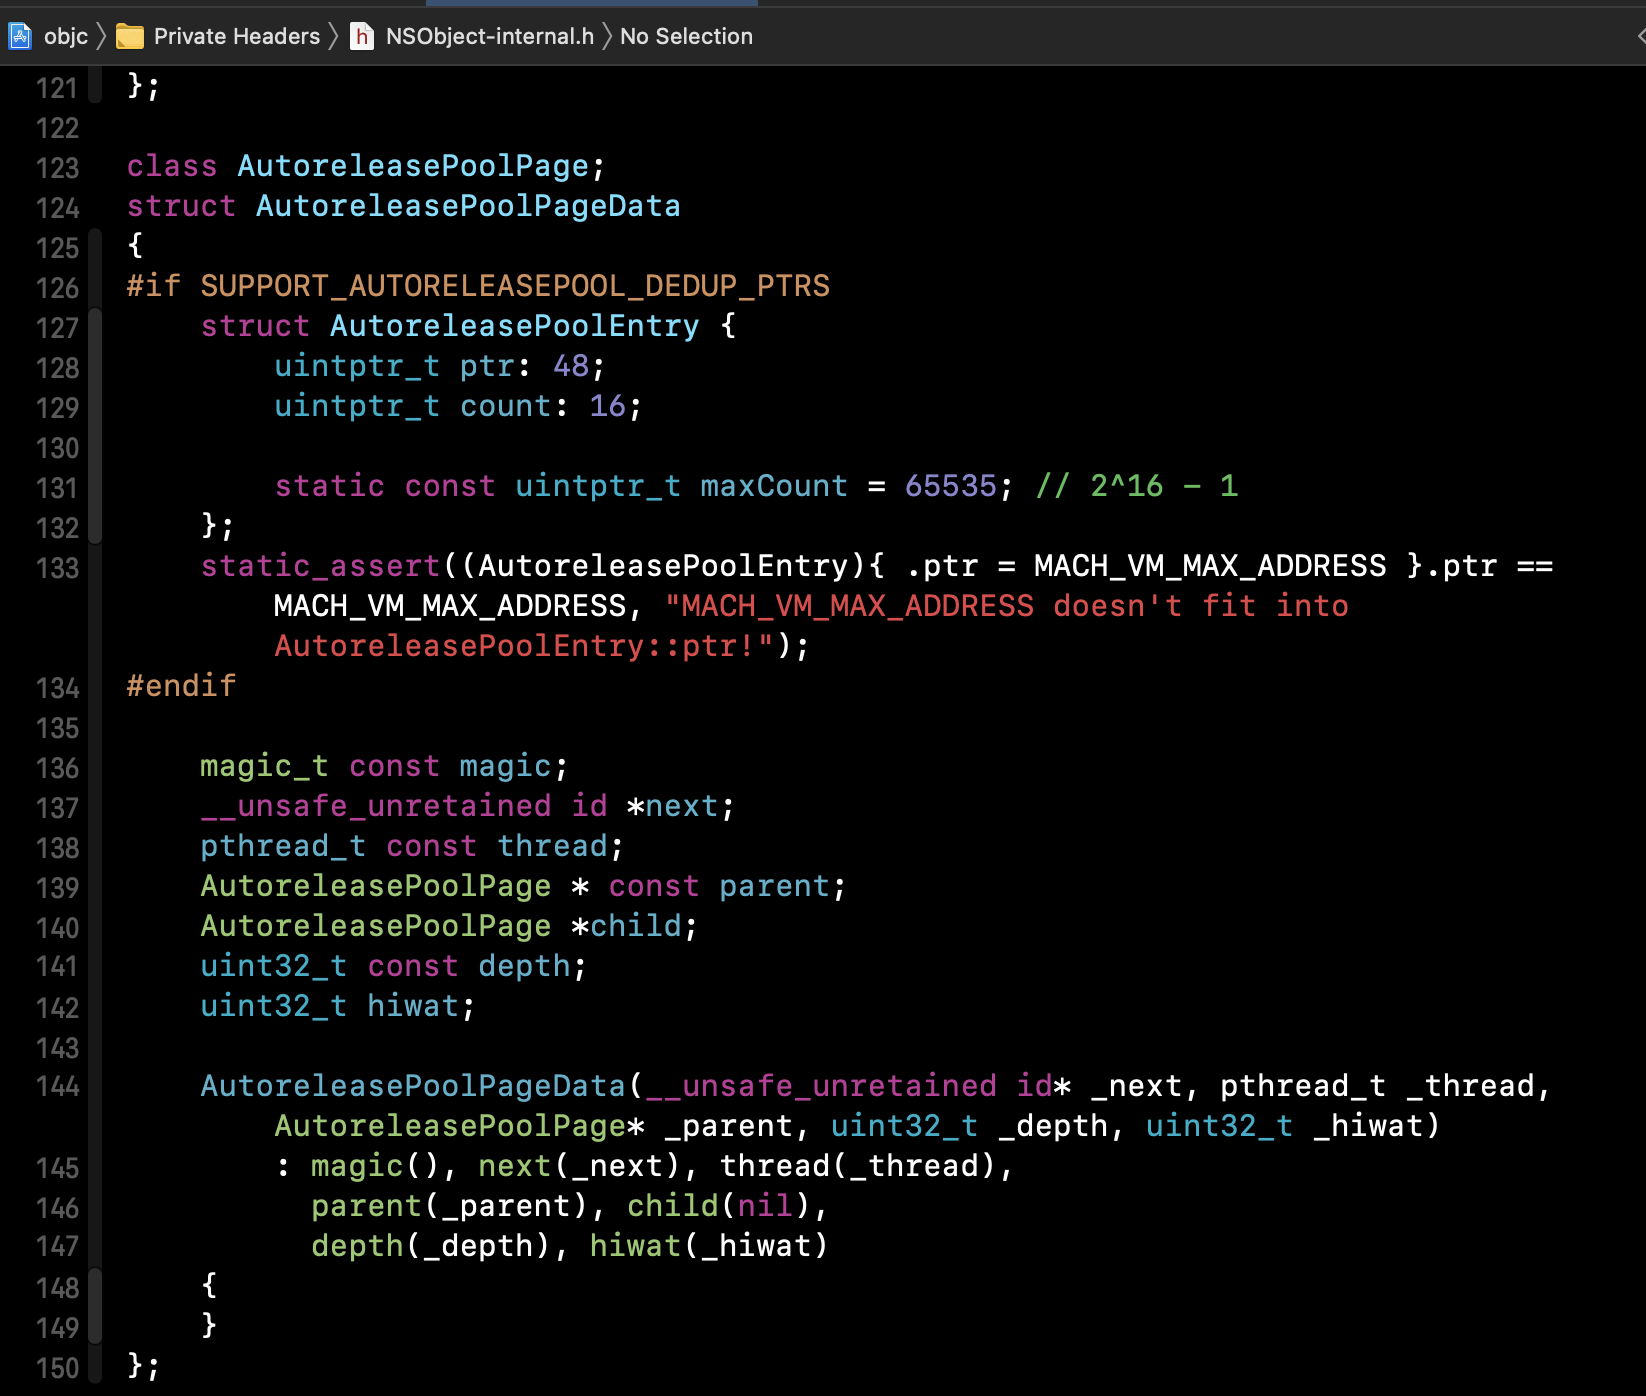 objc 〉 Private Headers 〉 h NSObject-internal.h 〉 No Selection
121 };
122
123 class AutoreleasePoolPage;
124 struct AutoreleasePoolPageData
125 {
126 #if SUPPORT_AUTORELEASEPOOL_DEDUP_PTRS
127     struct AutoreleasePoolEntry {
128         uintptr_t ptr: 48;
129         uintptr_t count: 16;
130
131         static const uintptr_t maxCount = 65535; // 2^16 - 1
132     };
133     static_assert((AutoreleasePoolEntry){ .ptr = MACH_VM_MAX_ADDRESS }.ptr ==
        MACH_VM_MAX_ADDRESS, "MACH_VM_MAX_ADDRESS doesn't fit into
        AutoreleasePoolEntry::ptr!");
134 #endif
135
136     magic_t const magic;
137     __unsafe_unretained id *next;
138     pthread_t const thread;
139     AutoreleasePoolPage * const parent;
140     AutoreleasePoolPage *child;
141     uint32_t const depth;
142     uint32_t hiwat;
143
144     AutoreleasePoolPageData(__unsafe_unretained id* _next, pthread_t _thread,
        AutoreleasePoolPage* _parent, uint32_t _depth, uint32_t _hiwat)
145         : magic(), next(_next), thread(_thread),
146           parent(_parent), child(nil),
147           depth(_depth), hiwat(_hiwat)
148     {
149     }
150 };